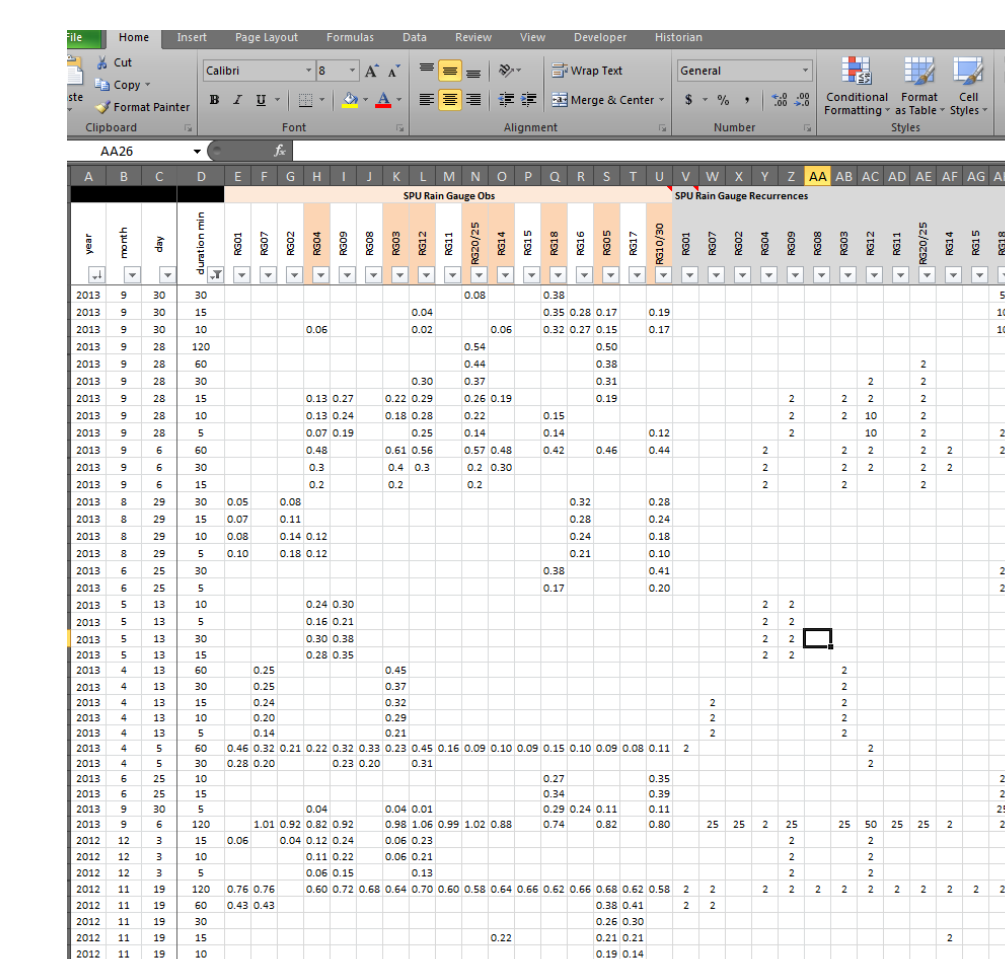 File Home Insert Page Layout Formulas Data Review View Developer Historian
Cut
Calibri 8 A A Wrap Text General
Copy
ste Format Painter B I U A Merge & Center $ % , .0 .00 .00 .0 Conditional Formatting Format as Table Cell Styles
Clipboard Font Alignment Number Styles
AA26 fx
A B C D E F G H I J K L M N O P Q R S T U V W X Y Z AA AB AC AD AE AF AG
SPU Rain Gauge Obs SPU Rain Gauge Recurrences
year month day duration min RG01 RG07 RG02 RG04 RG09 RG08 RG03 RG12 RG11 RG20/25 RG14 RG15 RG18 RG16 RG05 RG17 RG10/30 RG01 RG07 RG02 RG04 RG09 RG08 RG03 RG12 RG11 RG20/25 RG14 RG15 RG18
2013 9 30 30 0.08 0.38 5
2013 9 30 15 0.04 0.35 0.28 0.17 0.19 10
2013 9 30 10 0.06 0.02 0.06 0.32 0.27 0.15 0.17 10
2013 9 28 120 0.54 0.50
2013 9 28 60 0.44 0.38 2
2013 9 28 30 0.30 0.37 0.31 2 2
2013 9 28 15 0.13 0.27 0.22 0.29 0.26 0.19 0.19 2 2 2 2
2013 9 28 10 0.13 0.24 0.18 0.28 0.22 0.15 2 2 10 2
2013 9 28 5 0.07 0.19 0.25 0.14 0.14 0.12 2 10 2 2
2013 9 6 60 0.48 0.61 0.56 0.57 0.48 0.42 0.46 0.44 2 2 2 2 2 2
2013 9 6 30 0.3 0.4 0.3 0.2 0.30 2 2 2 2 2
2013 9 6 15 0.2 0.2 0.2 2 2 2
2013 8 29 30 0.05 0.08 0.32 0.28
2013 8 29 15 0.07 0.11 0.28 0.24
2013 8 29 10 0.08 0.14 0.12 0.24 0.18
2013 8 29 5 0.10 0.18 0.12 0.21 0.10
2013 6 25 30 0.38 0.41 2
2013 6 25 5 0.17 0.20 2
2013 5 13 10 0.24 0.30 2 2
2013 5 13 5 0.16 0.21 2 2
2013 5 13 30 0.30 0.38 2 2
2013 5 13 15 0.28 0.35 2 2
2013 4 13 60 0.25 0.45 2
2013 4 13 30 0.25 0.37 2
2013 4 13 15 0.24 0.32 2 2
2013 4 13 10 0.20 0.29 2 2
2013 4 13 5 0.14 0.21 2 2
2013 4 5 60 0.46 0.32 0.21 0.22 0.32 0.33 0.23 0.45 0.16 0.09 0.10 0.09 0.15 0.10 0.09 0.08 0.11 2 2
2013 4 5 30 0.28 0.20 0.23 0.20 0.31 2
2013 6 25 10 0.27 0.35 2
2013 6 25 15 0.34 0.39 2
2013 9 30 5 0.04 0.04 0.01 0.29 0.24 0.11 0.11 25
2013 9 6 120 1.01 0.92 0.82 0.92 0.98 1.06 0.99 1.02 0.88 0.74 0.82 0.80 25 25 2 25 25 50 25 25 2 2
2012 12 3 15 0.06 0.04 0.12 0.24 0.06 0.23 2 2
2012 12 3 10 0.11 0.22 0.06 0.21 2 2
2012 12 3 5 0.06 0.15 0.13 2 2
2012 11 19 120 0.76 0.76 0.60 0.72 0.68 0.64 0.70 0.60 0.58 0.64 0.66 0.62 0.66 0.68 0.62 0.58 2 2 2 2 2 2 2 2 2 2 2 2
2012 11 19 60 0.43 0.43 0.38 0.41 2 2
2012 11 19 30 0.26 0.30
2012 11 19 15 0.22 0.21 0.21 2
2012 11 19 10 0.19 0.14